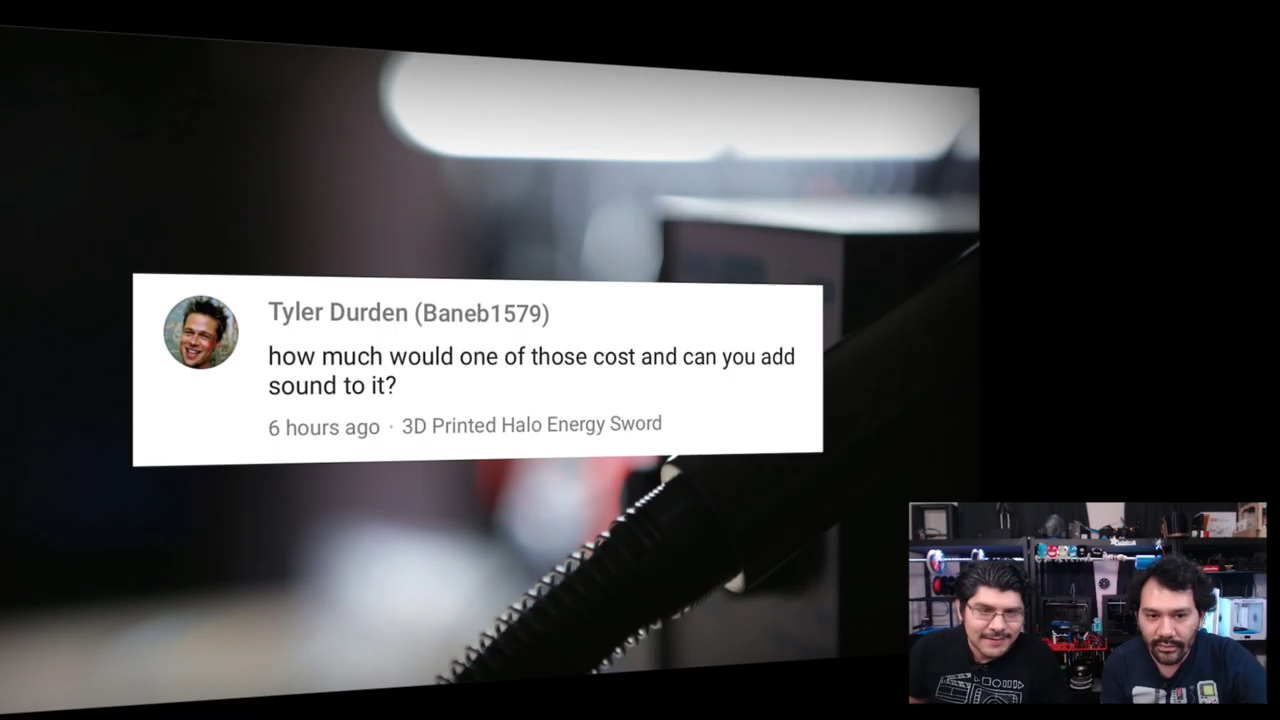 Tyler Durden (Baneb1579)
how much would one of those cost and can you add
sound to it?
6 hours ago · 3D Printed Halo Energy Sword